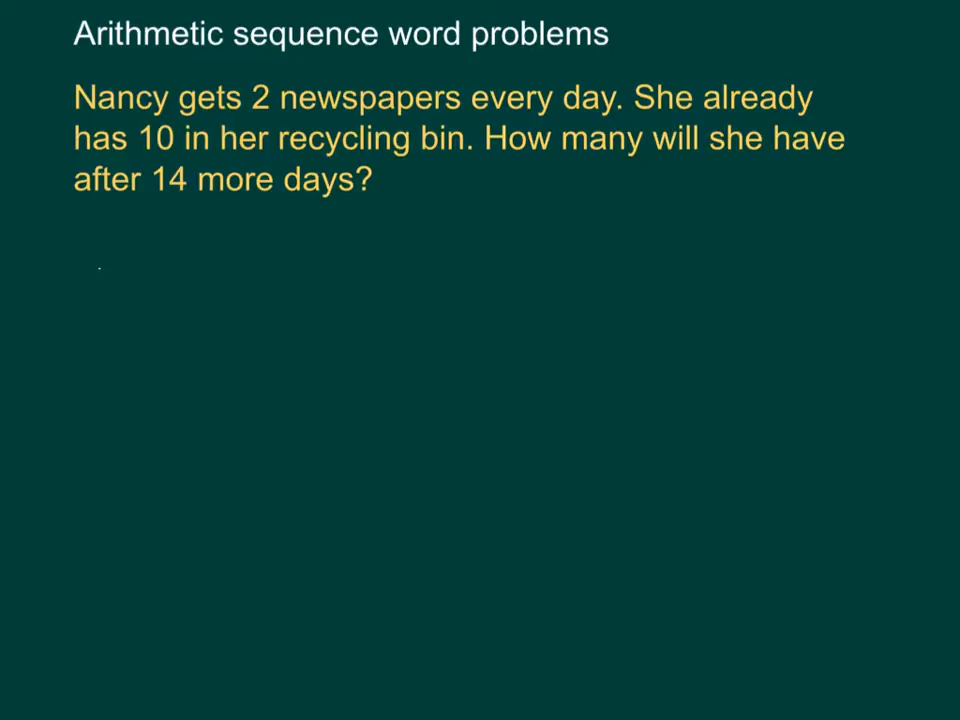 Arithmetic sequence word problems
Nancy gets 2 newspapers every day. She already
has 10 in her recycling bin. How many will she have
after 14 more days?